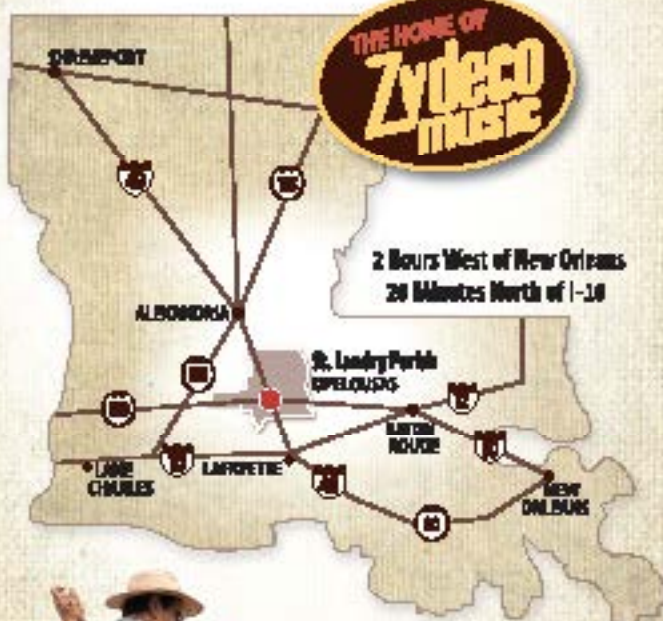 THE HOME OF
Zydeco
music
SHREVEPORT
2 Hours West of New Orleans
20 Minutes North of I-10
ALEXANDRIA
St. Landry Parish
OPELOUSAS
BATON
ROUGE
LAKE
CHARLES
LAFAYETTE
NEW
ORLEANS